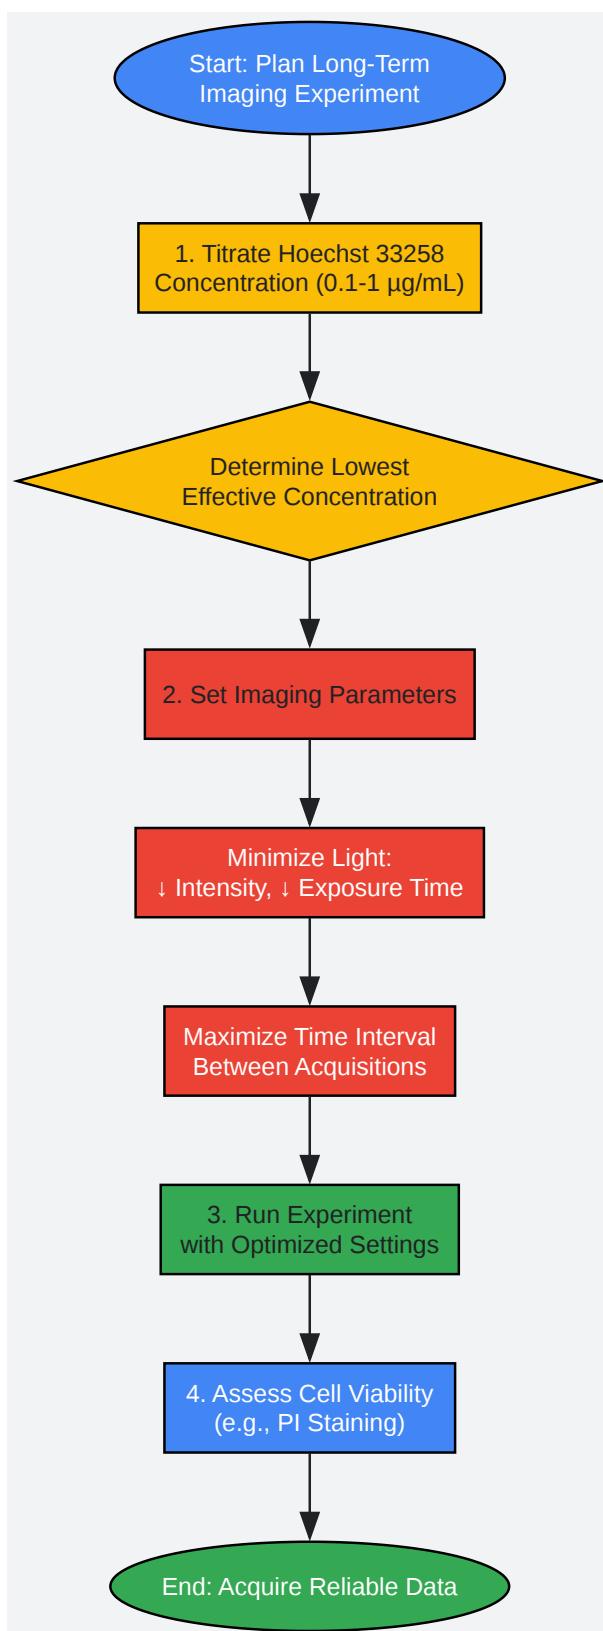 Start: Plan Long-Term
Imaging Experiment
1. Titrate Hoechst 33258
Concentration (0.1-1 µg/mL)
Determine Lowest
Effective Concentration
2. Set Imaging Parameters
Minimize Light:
↓ Intensity, ↓ Exposure Time
Maximize Time Interval
Between Acquisitions
3. Run Experiment
with Optimized Settings
4. Assess Cell Viability
(e.g., PI Staining)
End: Acquire Reliable Data